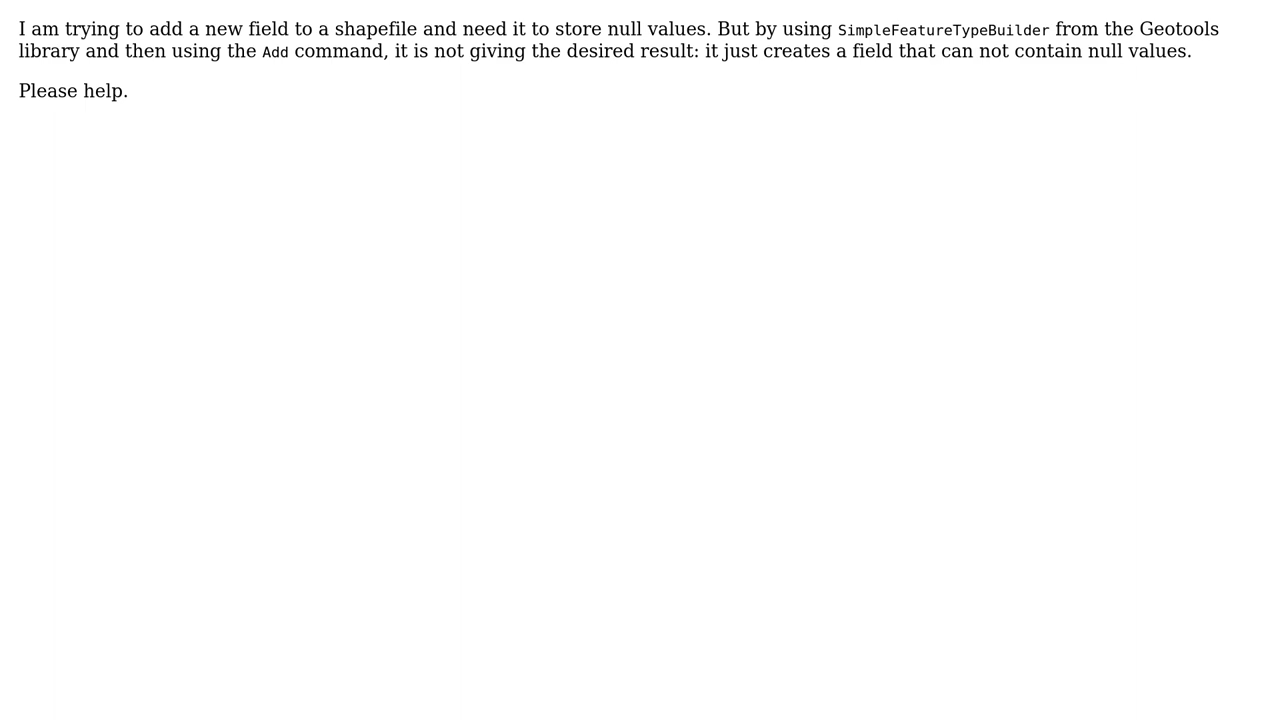 I am trying to add a new field to a shapefile and need it to store null values. But by using SimpleFeatureTypeBuilder from the Geotools
library and then using the Add command, it is not giving the desired result: it just creates a field that can not contain null values.
Please help.